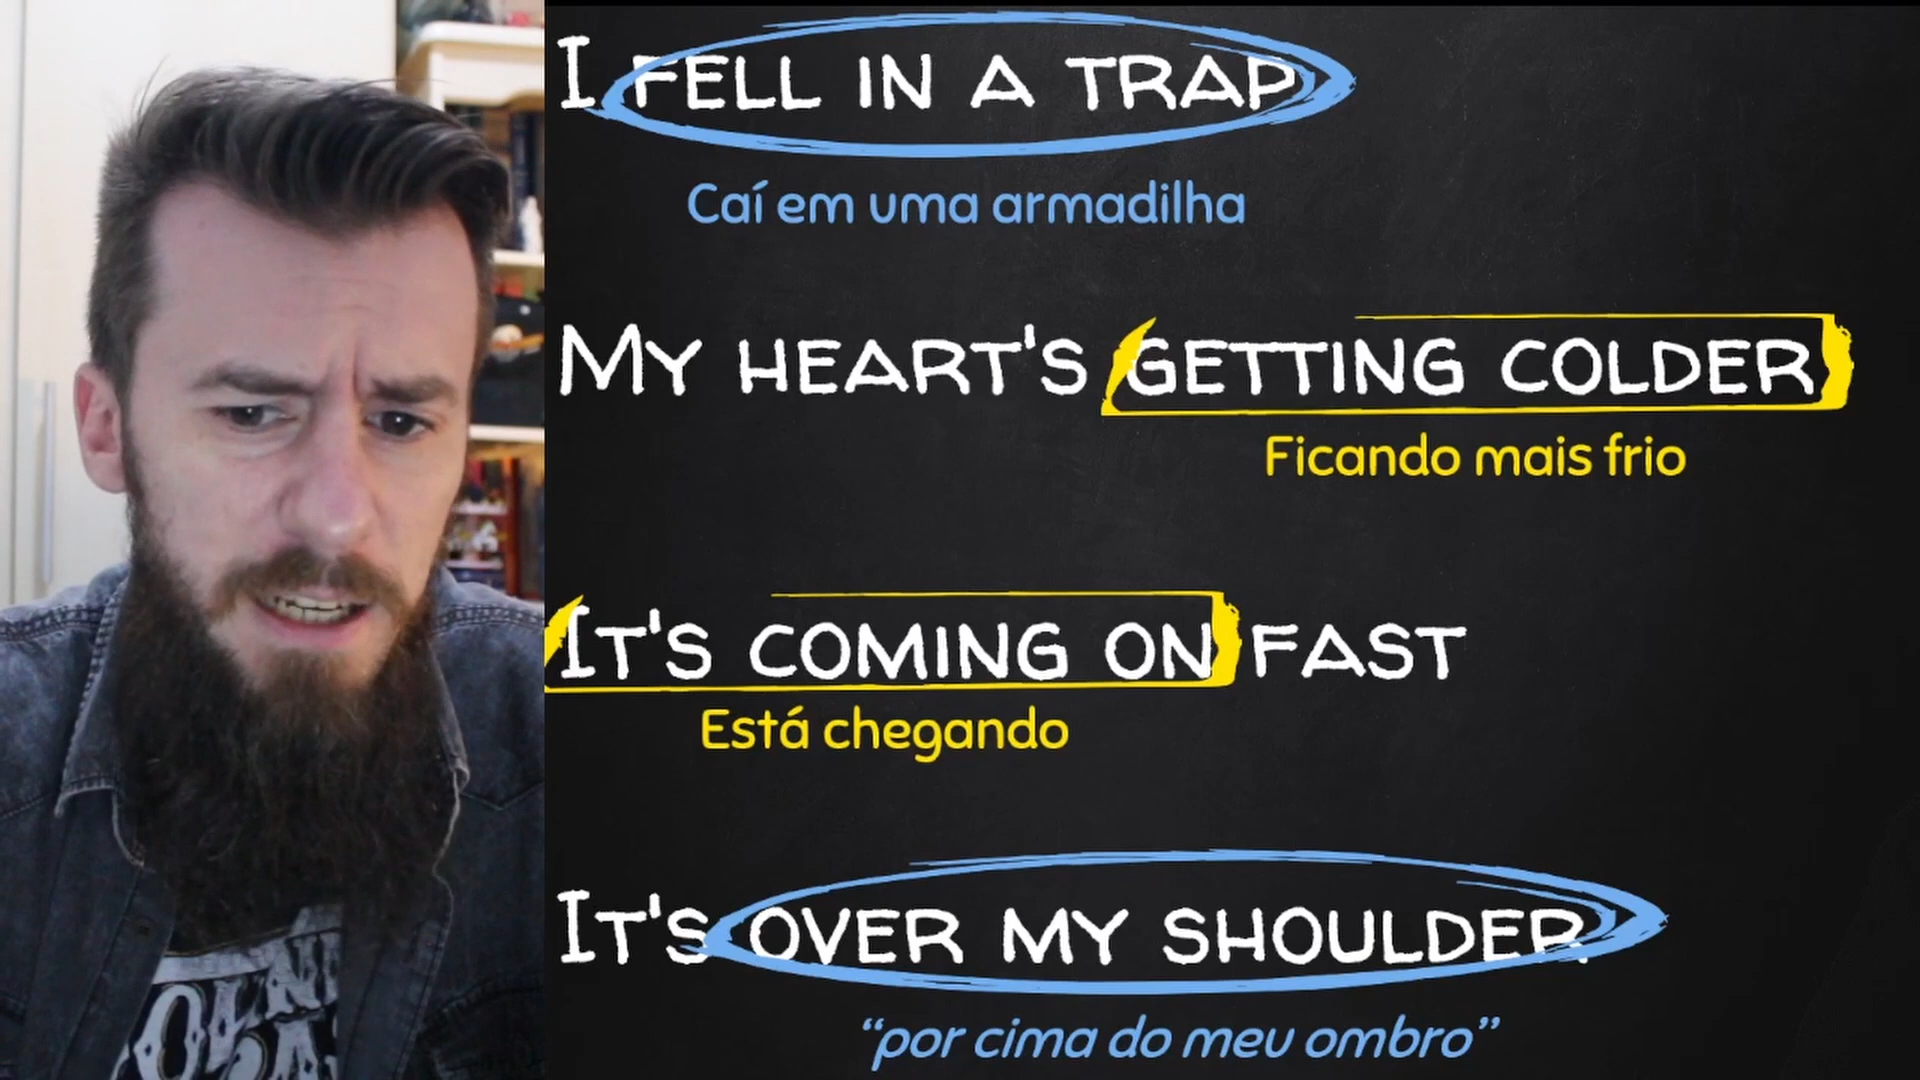 I FELL IN A TRAP
Caí em uma armadilha
MY HEART'S GETTING COLDER
Ficando mais frio
IT'S COMING ON FAST
Está chegando
IT'S OVER MY SHOULDER.
“por cima do meu ombro”